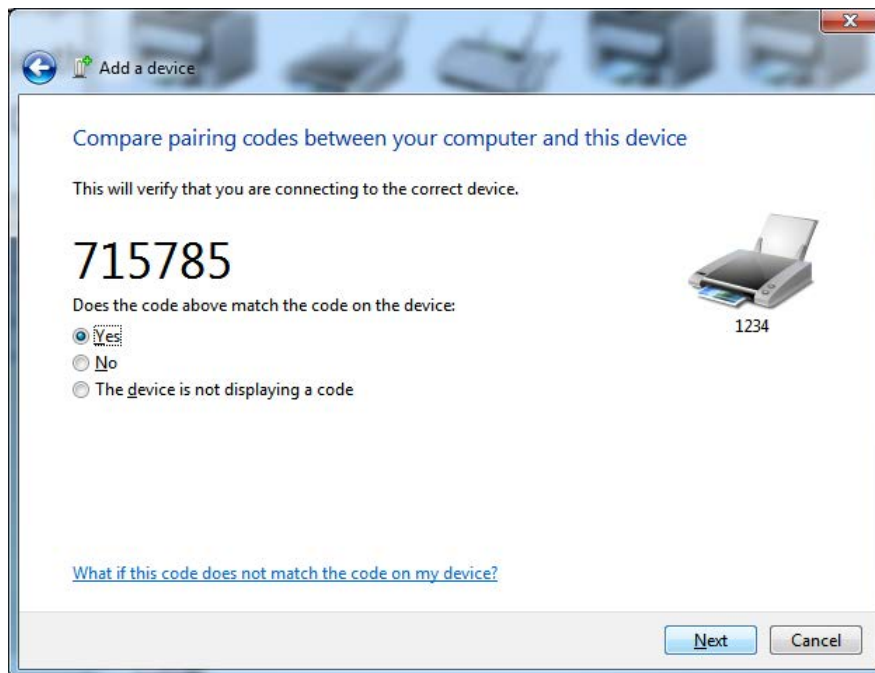 Add a device
Compare pairing codes between your computer and this device
This will verify that you are connecting to the correct device.
715785
Does the code above match the code on the device:
Yes
No
The device is not displaying a code
1234
What if this code does not match the code on my device?
Next Cancel